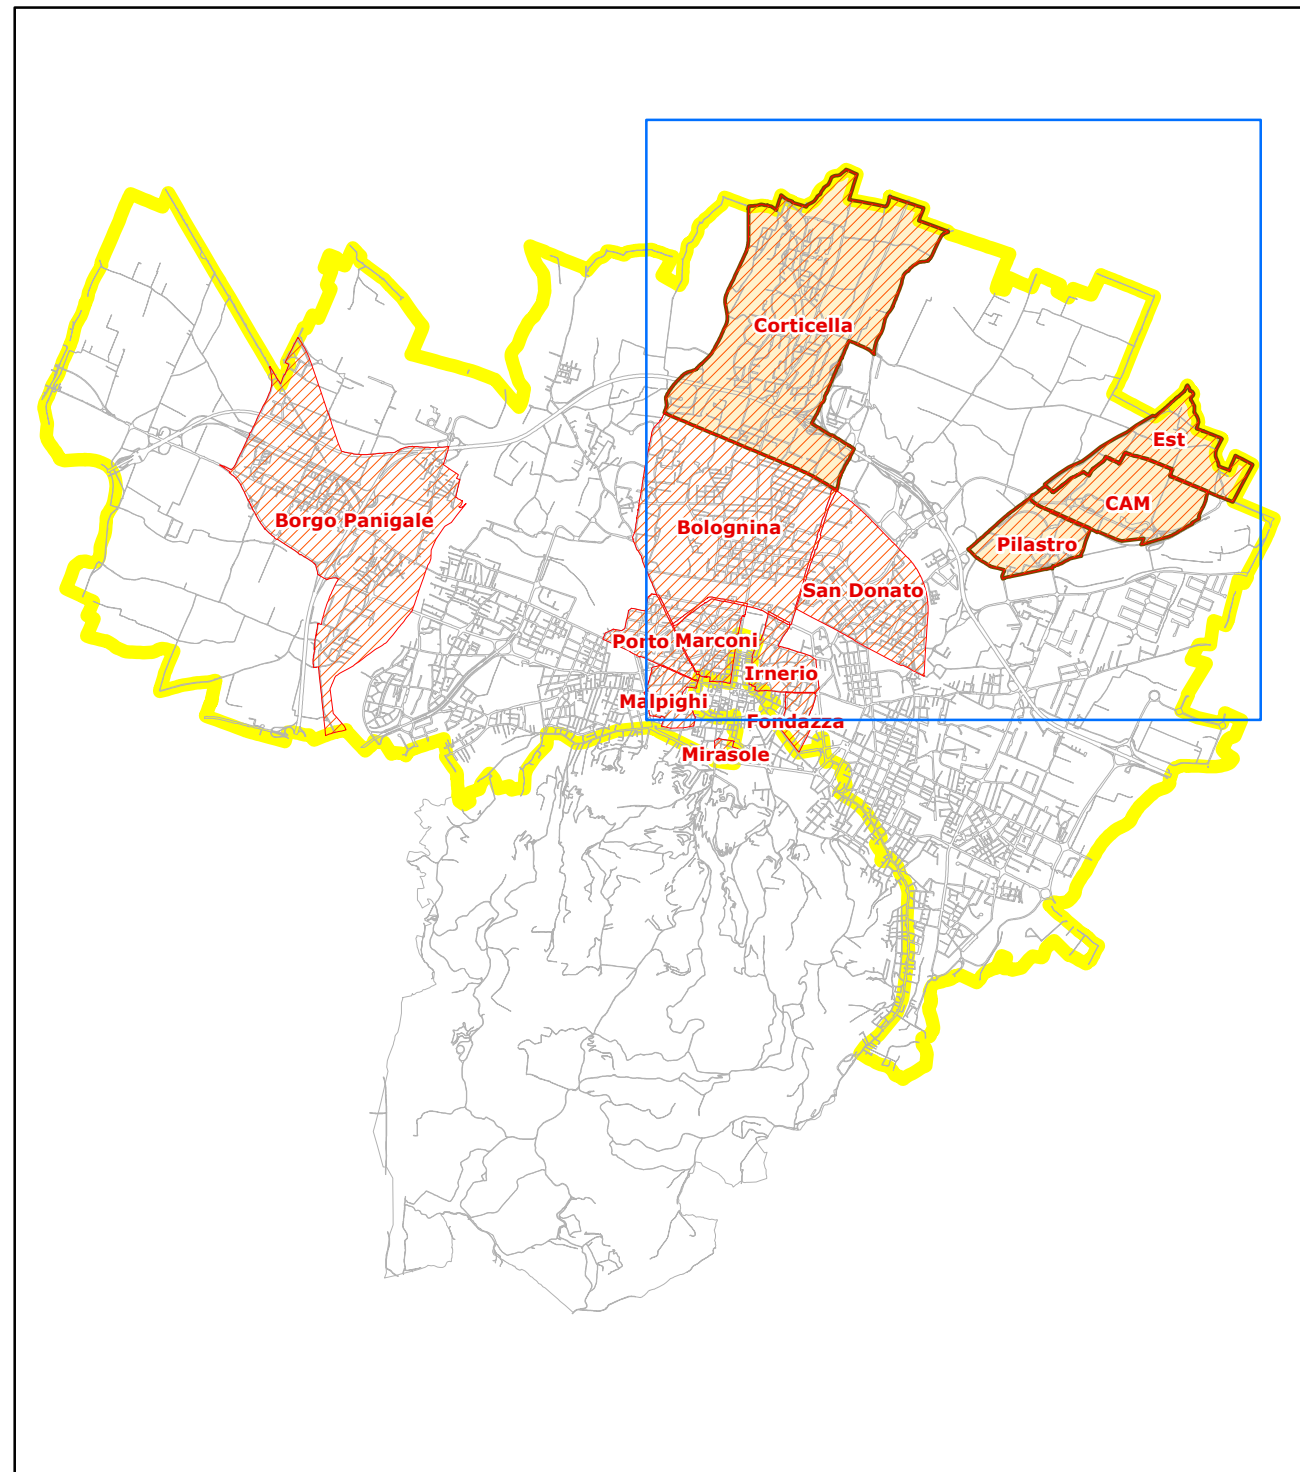 Corticella
Est
CAM
Borgo Panigale
Bolognina
Pilastro
San Donato
Porto
Marconi
Irnerio
Malpighi
Fondazza
Mirasole